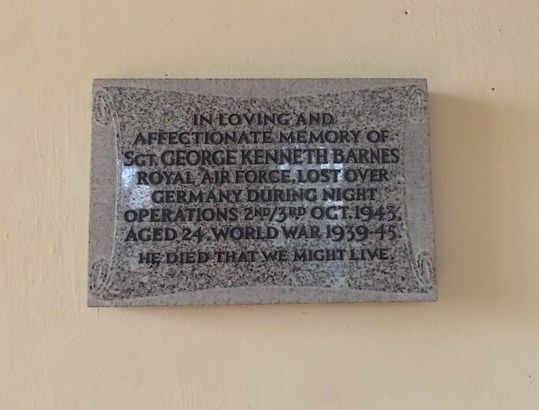 IN LOVING AND
AFFECTIONATE MEMORY OF
SGT. GEORGE KENNETH BARNES
ROYAL AIR FORCE, LOST OVER
GERMANY DURING NIGHT
OPERATIONS 2ND/3RD OCT. 1943.
AGED 24. WORLD WAR 1939-45.
HE DIED THAT WE MIGHT LIVE.